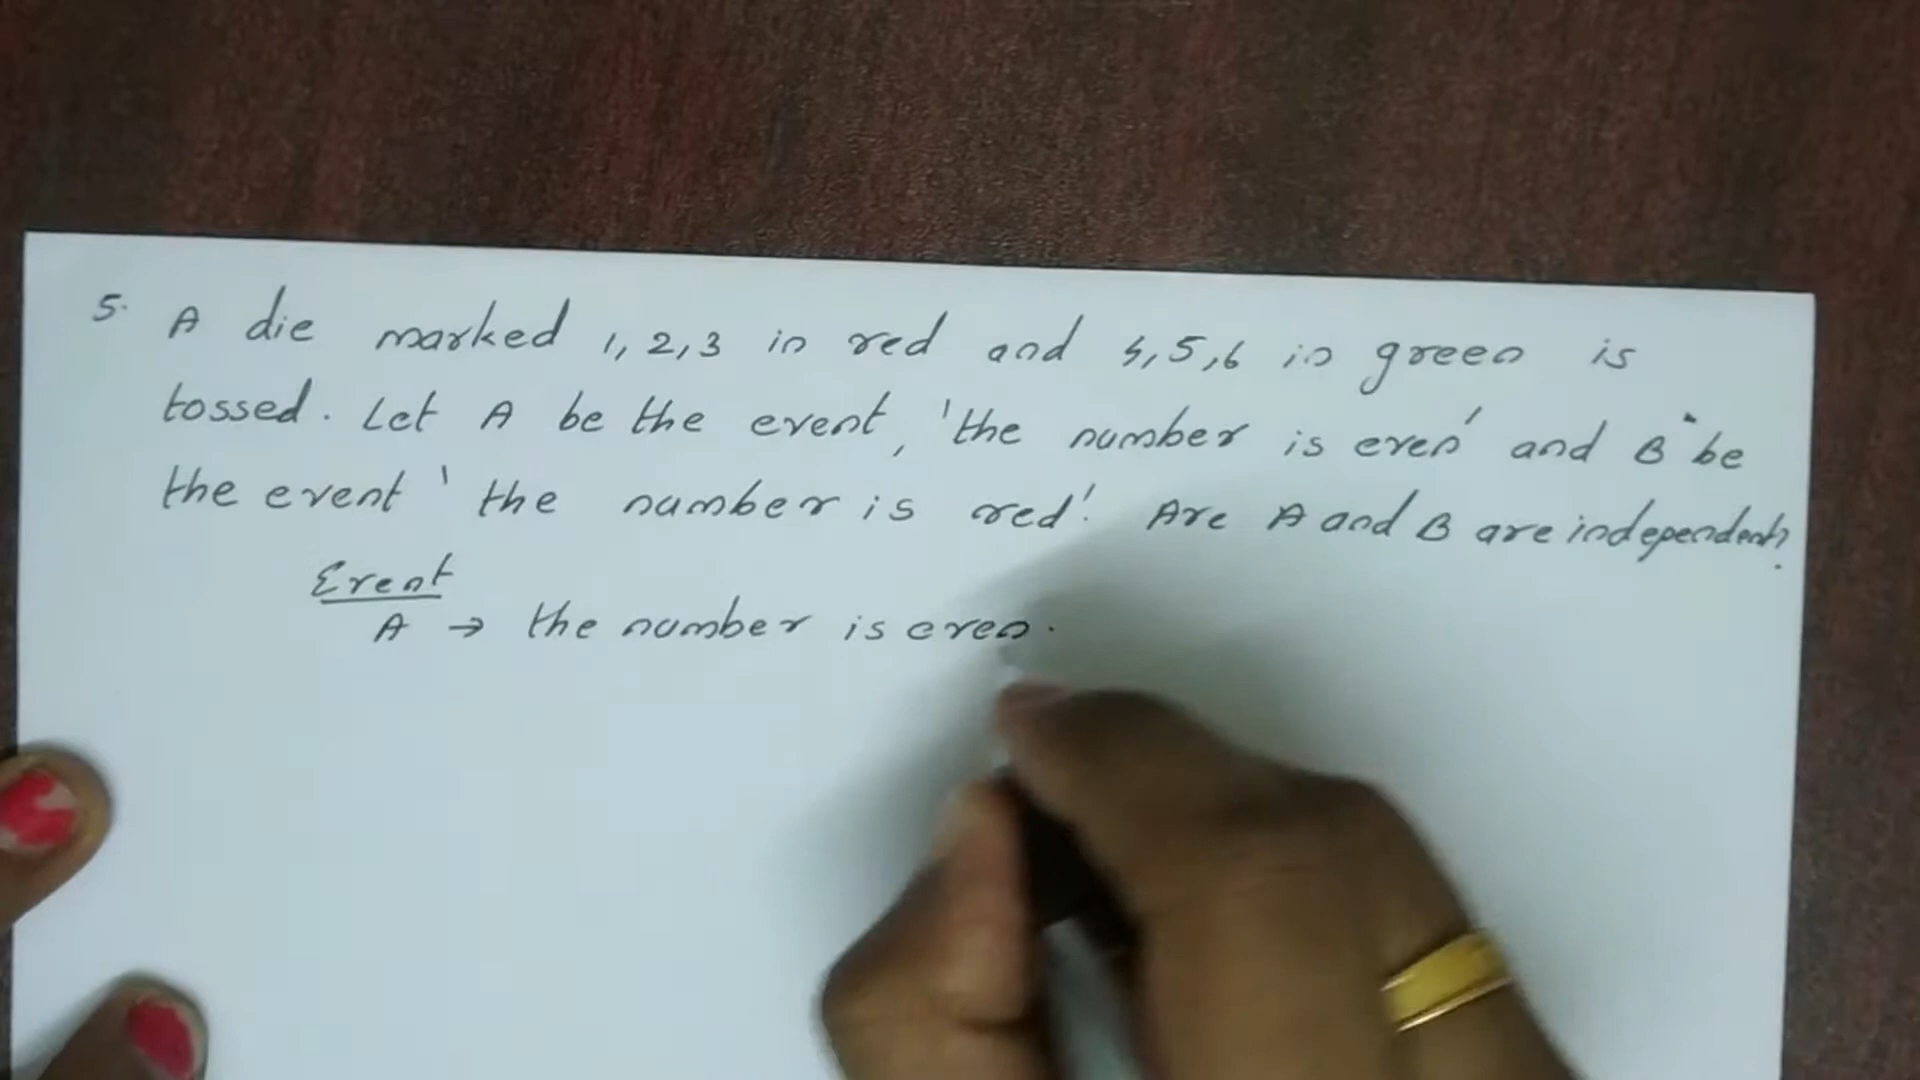 5. A die marked 1, 2, 3 in red and 4, 5, 6 in green is
tossed. Let A be the event, 'the number is even' and B be
the event 'the number is red'. Are A and B are independent?
Event
A → the number is even.